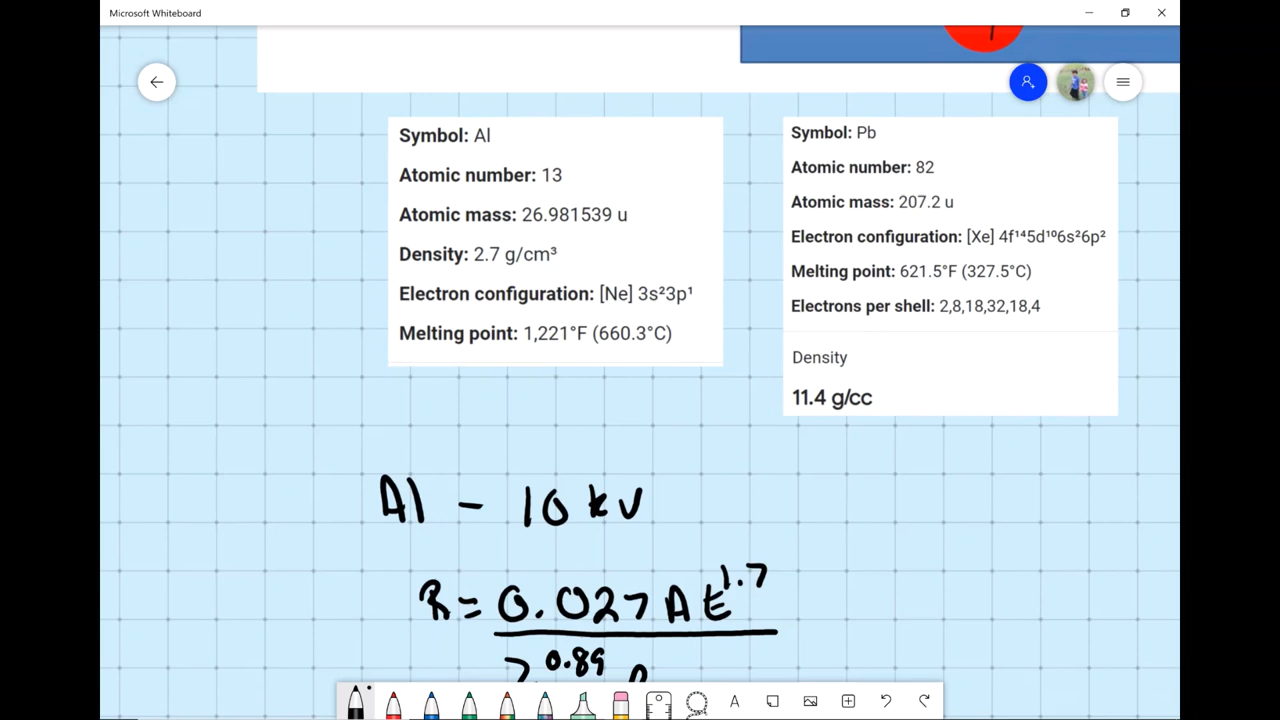 Microsoft Whiteboard
Symbol: Al
Atomic number: 13
Atomic mass: 26.981539 u
Density: 2.7 g/cm³
Electron configuration: [Ne] 3s²3p¹
Melting point: 1,221°F (660.3°C)
Symbol: Pb
Atomic number: 82
Atomic mass: 207.2 u
Electron configuration: [Xe] 4f¹⁴5d¹⁰6s²6p²
Melting point: 621.5°F (327.5°C)
Electrons per shell: 2,8,18,32,18,4
Density
11.4 g/cc
Al - 10 kv
R = 0.027 A E^1.7
0.89
A